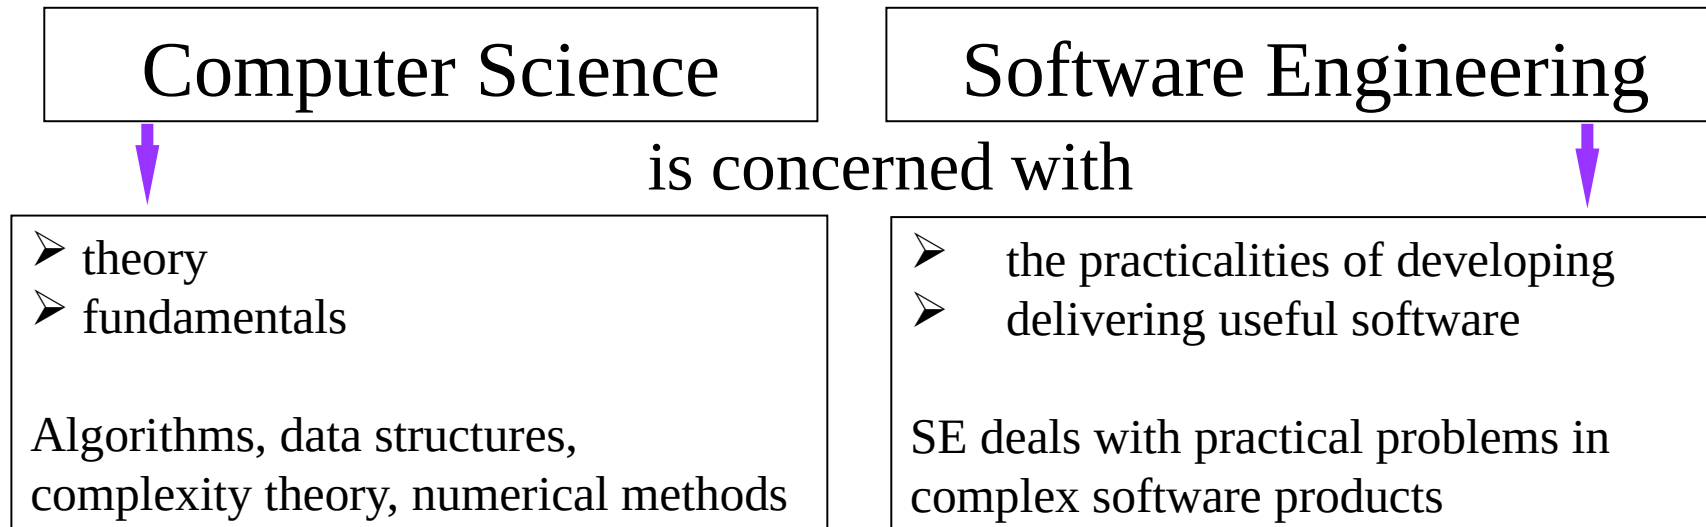 Computer Science
Software Engineering
is concerned with
theory
fundamentals
Algorithms, data structures,
complexity theory, numerical methods
the practicalities of developing
delivering useful software
SE deals with practical problems in
complex software products